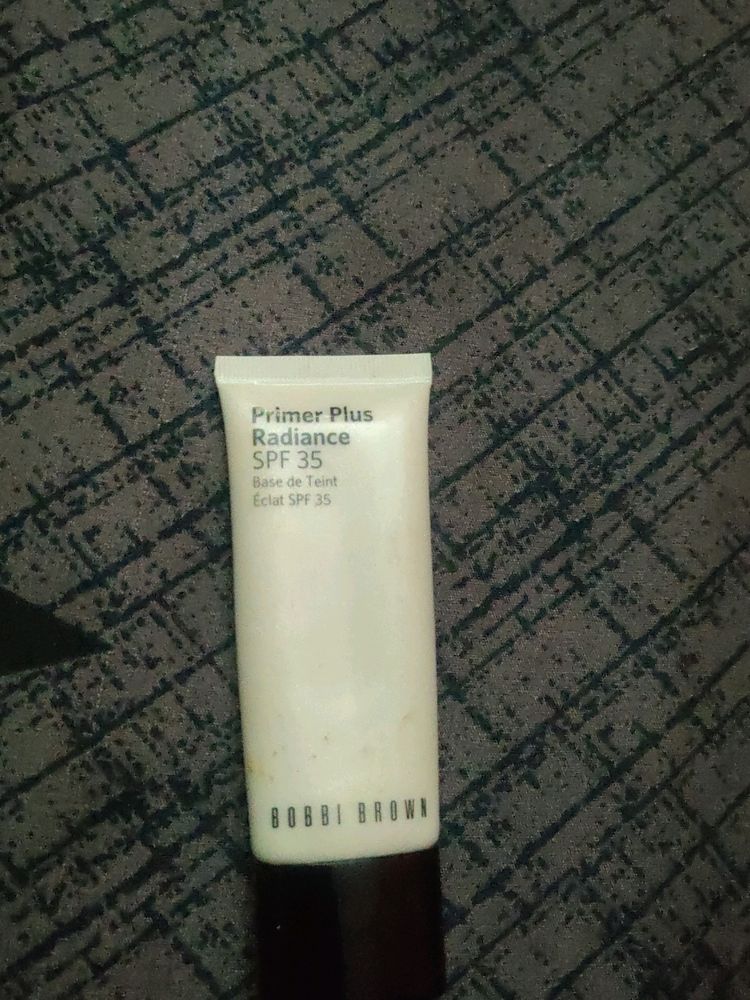 Primer Plus
Radiance
SPF 35
Base de Teint
Éclat SPF 35
BOBBI BROWN